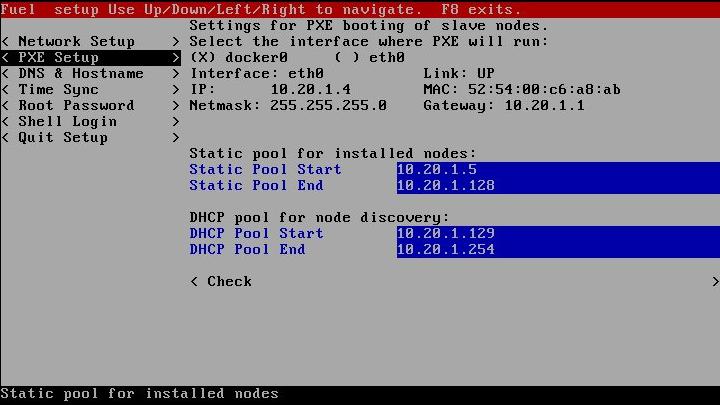 Fuel  setup Use Up/Down/Left/Right to navigate.  F8 exits.
Settings for PXE booting of slave nodes.
< Network Setup    > Select the interface where PXE will run:
< PXE Setup        > (X) docker0     ( ) eth0
< DNS & Hostname   > Interface: eth0            Link: UP
< Time Sync        > IP:      10.20.1.4         MAC: 52:54:00:c6:a8:ab
< Root Password    > Netmask: 255.255.255.0    Gateway: 10.20.1.1
< Shell Login      >
< Quit Setup       >
Static pool for installed nodes:
Static Pool Start      10.20.1.5
Static Pool End        10.20.1.128
DHCP pool for node discovery:
DHCP Pool Start        10.20.1.129
DHCP Pool End          10.20.1.254
< Check                                                    >
Static pool for installed nodes